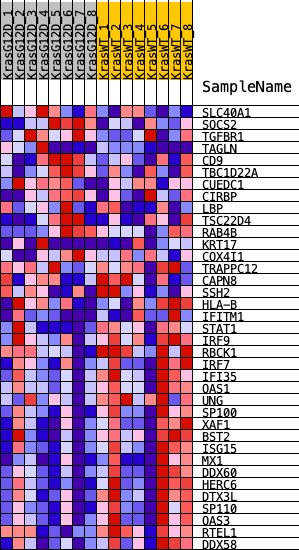 KrasG12D_1
KrasG12D_2
KrasG12D_3
KrasG12D_4
KrasG12D_5
KrasG12D_6
KrasG12D_7
KrasG12D_8
KrasWT_1
KrasWT_2
KrasWT_3
KrasWT_4
KrasWT_5
KrasWT_6
KrasWT_7
KrasWT_8
SampleName
SLC40A1
SOCS2
TGFBR1
TAGLN
CD9
TBC1D22A
CUEDC1
CIRBP
LBP
TSC22D4
RAB4B
KRT17
COX4I1
TRAPPC12
CAPN8
SSH2
HLA-B
IFITM1
STAT1
IRF9
RBCK1
IRF7
IFI35
OAS1
UNG
SP100
XAF1
BST2
ISG15
MX1
DDX60
HERC6
DTX3L
SP110
OAS3
RTEL1
DDX58